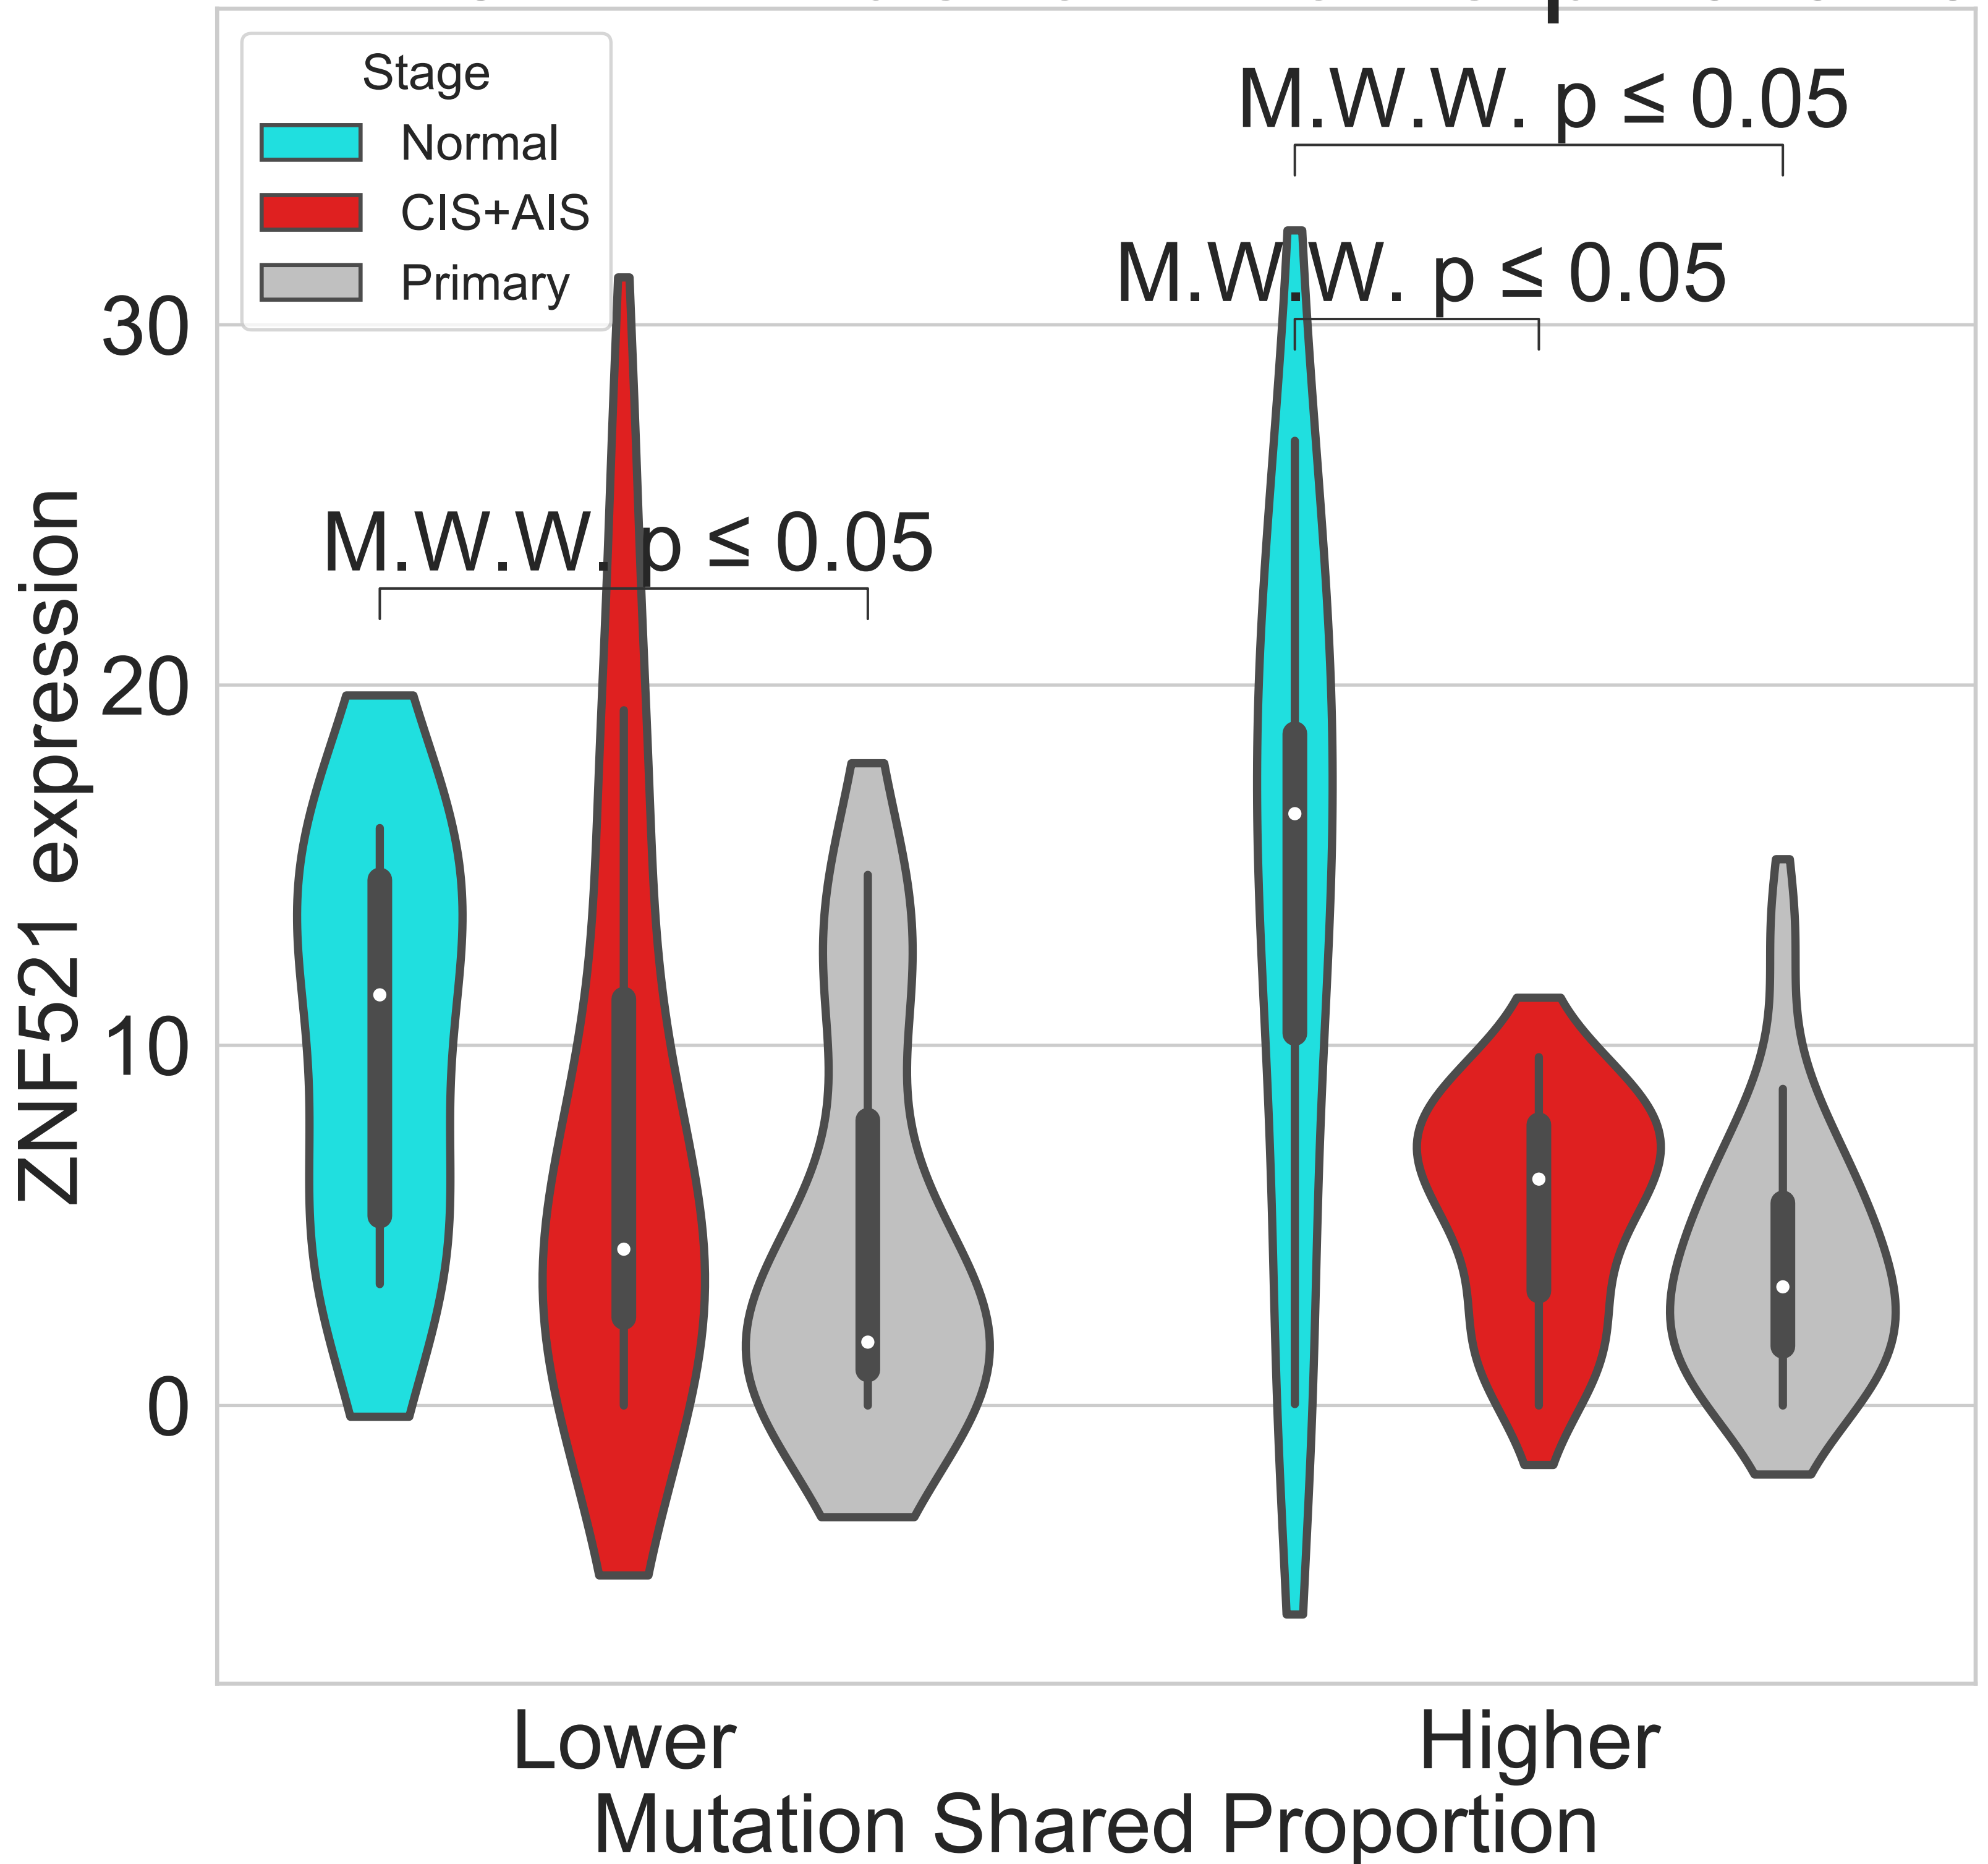 Stage
Normal
CIS+AIS
Primary
M.W.W. p ≤ 0.05
M.W.W. p ≤ 0.05
M.W.W. p ≤ 0.05
30
20
10
0
ZNF521 expression
Lower
Higher
Mutation Shared Proportion